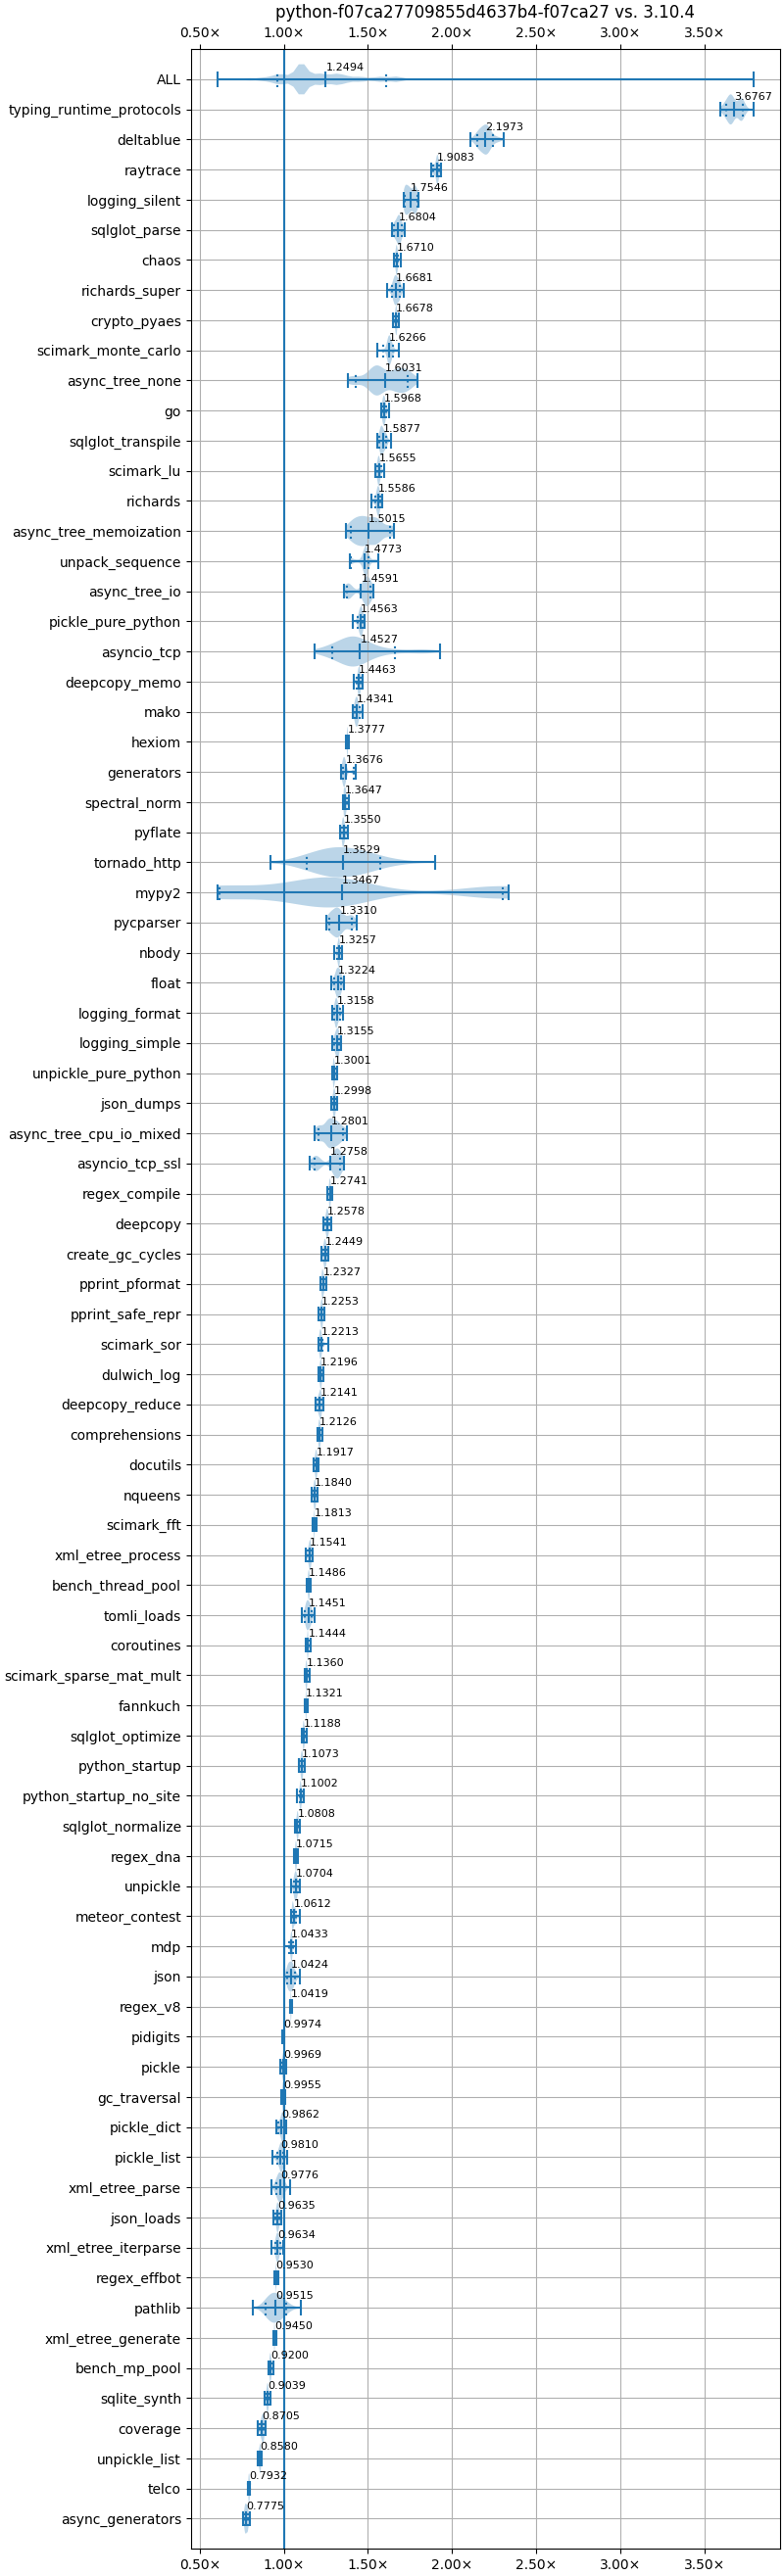 python-f07ca27709855d4637b4-f07ca27 vs. 3.10.4
0.50× 1.00× 1.50× 2.00× 2.50× 3.00× 3.50×
ALL 1.2494
typing_runtime_protocols 3.6767
deltablue 2.1973
raytrace 1.9083
logging_silent 1.7546
sqlglot_parse 1.6804
chaos 1.6710
richards_super 1.6681
crypto_pyaes 1.6678
scimark_monte_carlo 1.6266
async_tree_none 1.6031
go 1.5968
sqlglot_transpile 1.5877
scimark_lu 1.5655
richards 1.5586
async_tree_memoization 1.5015
unpack_sequence 1.4773
async_tree_io 1.4591
pickle_pure_python 1.4563
asyncio_tcp 1.4527
deepcopy_memo 1.4463
mako 1.4341
hexiom 1.3777
generators 1.3676
spectral_norm 1.3647
pyflate 1.3550
tornado_http 1.3529
mypy2 1.3467
pycparser 1.3310
nbody 1.3257
float 1.3224
logging_format 1.3158
logging_simple 1.3155
unpickle_pure_python 1.3001
json_dumps 1.2998
async_tree_cpu_io_mixed 1.2801
asyncio_tcp_ssl 1.2758
regex_compile 1.2741
deepcopy 1.2578
create_gc_cycles 1.2449
pprint_pformat 1.2327
pprint_safe_repr 1.2253
scimark_sor 1.2213
dulwich_log 1.2196
deepcopy_reduce 1.2141
comprehensions 1.2126
docutils 1.1917
nqueens 1.1840
scimark_fft 1.1813
xml_etree_process 1.1541
bench_thread_pool 1.1486
tomli_loads 1.1451
coroutines 1.1444
scimark_sparse_mat_mult 1.1360
fannkuch 1.1321
sqlglot_optimize 1.1188
python_startup 1.1073
python_startup_no_site 1.1002
sqlglot_normalize 1.0808
regex_dna 1.0715
unpickle 1.0704
meteor_contest 1.0612
mdp 1.0433
json 1.0424
regex_v8 1.0419
pidigits 0.9974
pickle 0.9969
gc_traversal 0.9955
pickle_dict 0.9862
pickle_list 0.9810
xml_etree_parse 0.9776
json_loads 0.9635
xml_etree_iterparse 0.9634
regex_effbot 0.9530
pathlib 0.9515
xml_etree_generate 0.9450
bench_mp_pool 0.9200
sqlite_synth 0.9039
coverage 0.8705
unpickle_list 0.8580
telco 0.7932
async_generators 0.7775
0.50× 1.00× 1.50× 2.00× 2.50× 3.00× 3.50×